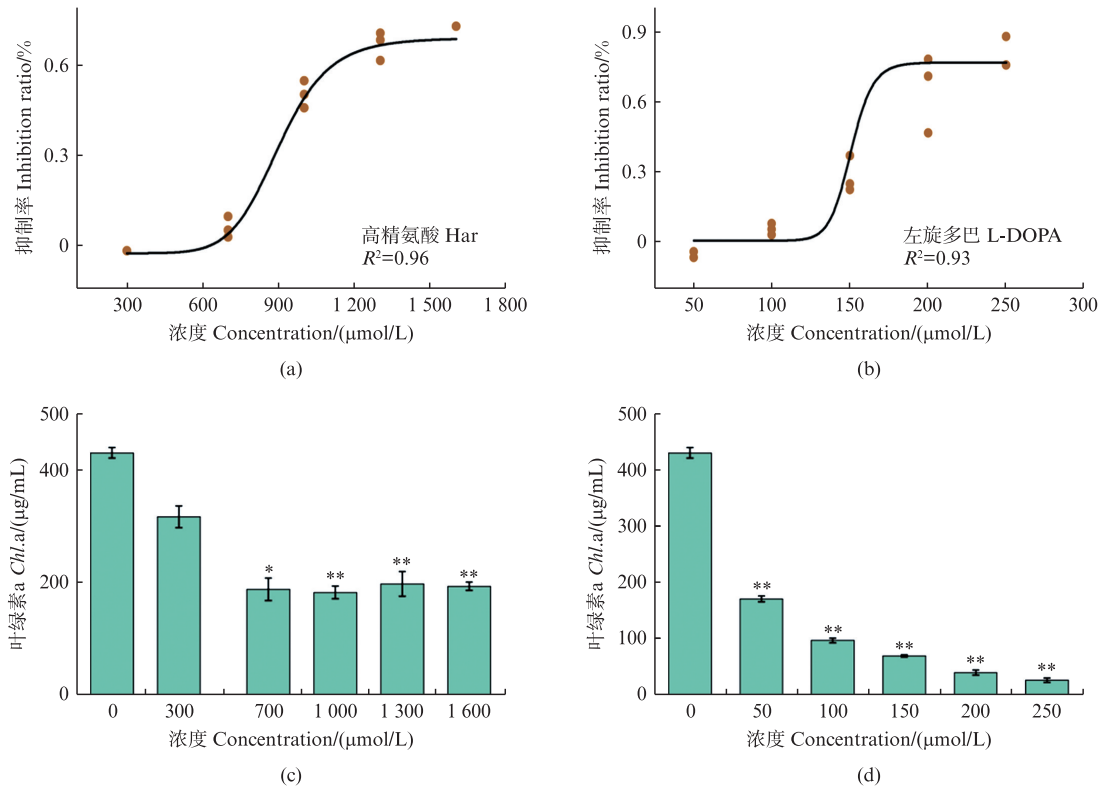 抑制率 Inhibition ratio/%
0.6
0.3
0
高精氨酸 Har
R²=0.96
300 600 900 1 200 1 500 1 800
浓度 Concentration/(μmol/L)
(a)
抑制率 Inhibition ratio/%
0.9
0.6
0.3
0
左旋多巴 L-DOPA
R²=0.93
50 100 150 200 250 300
浓度 Concentration/(μmol/L)
(b)
叶绿素a Chl.a/(μg/mL)
500
400
200
0
* ** ** **
0 300 700 1 000 1 300 1 600
浓度 Concentration/(μmol/L)
(c)
叶绿素a Chl.a/(μg/mL)
500
400
300
200
100
0
** ** ** ** **
0 50 100 150 200 250
浓度 Concentration/(μmol/L)
(d)